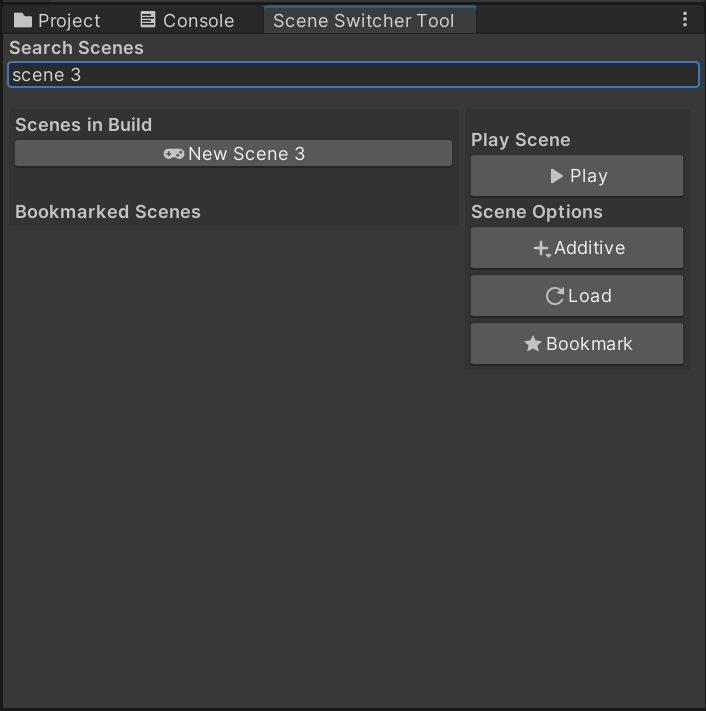 Project Console Scene Switcher Tool
Search Scenes
scene 3
Scenes in Build
New Scene 3
Bookmarked Scenes
Play Scene
Play
Scene Options
Additive
Load
Bookmark